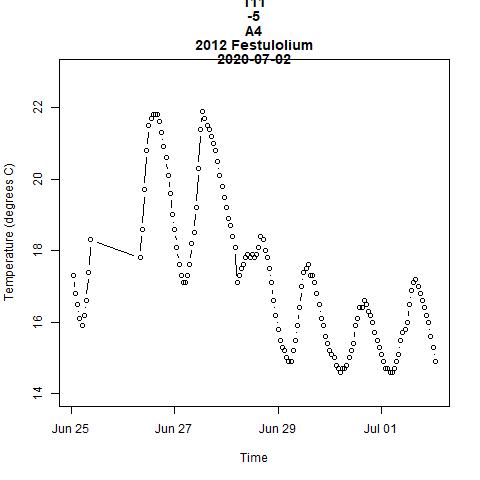 T11
-5
A4
2012 Festulolium
2020-07-02
Temperature (degrees C)
22
20
18
16
14
Jun 25 Jun 27 Jun 29 Jul 01
Time